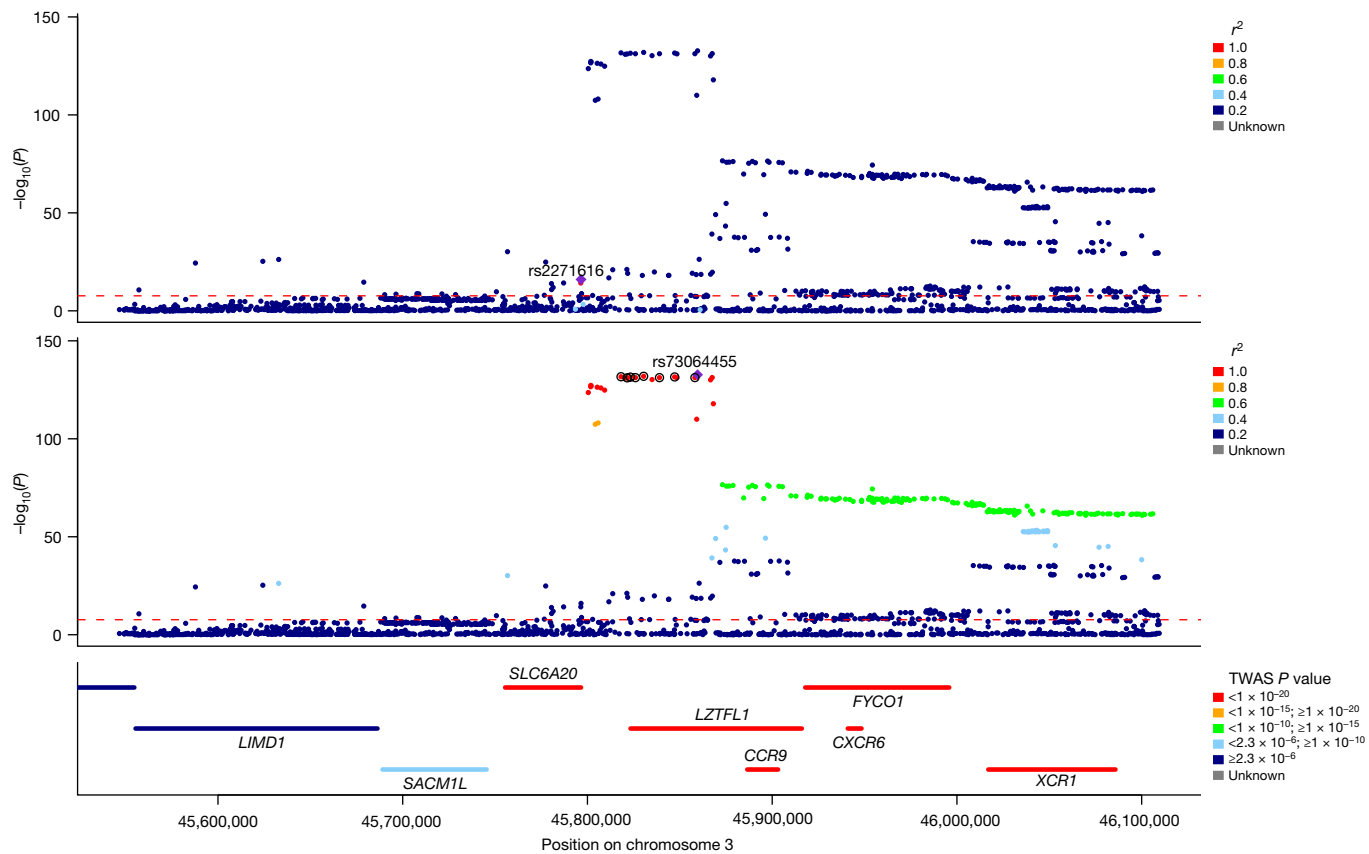 150
100
50
0
–log₁₀(P)
rs2271616
r²
1.0
0.8
0.6
0.4
0.2
Unknown
150
100
50
0
–log₁₀(P)
rs73064455
r²
1.0
0.8
0.6
0.4
0.2
Unknown
SLC6A20
LZTFL1
FYCO1
LIMD1
CXCR6
CCR9
SACM1L
XCR1
TWAS P value
<1 × 10⁻²⁰
<1 × 10⁻¹⁵; ≥1 × 10⁻²⁰
<1 × 10⁻¹⁰; ≥1 × 10⁻¹⁵
<2.3 × 10⁻⁶; ≥1 × 10⁻¹⁰
≥2.3 × 10⁻⁶
Unknown
45,600,000 45,700,000 45,800,000 45,900,000 46,000,000 46,100,000
Position on chromosome 3